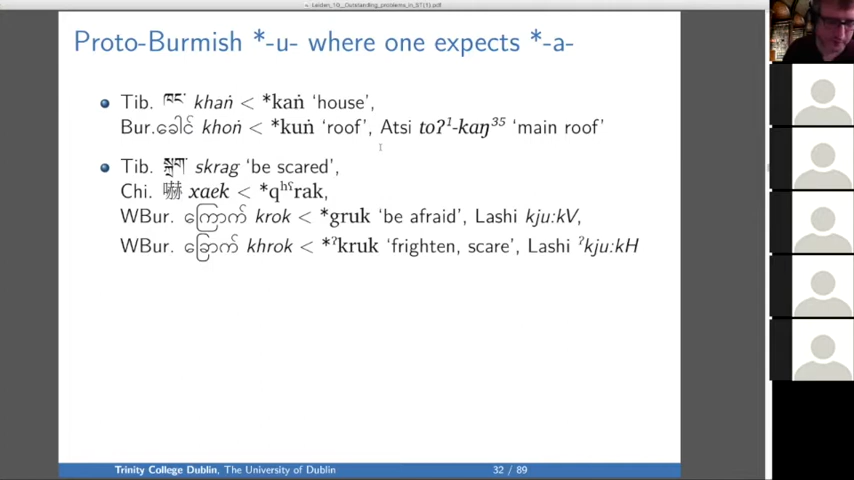 Leiden_10__Outstanding_problems_in_ST(1).pdf
Proto-Burmish *-u- where one expects *-a-
Tib. ཁང་ khaṅ < *kaṅ ‘house’,
Bur.ခေါင် khoṅ < *kuṅ ‘roof’, Atsi toʔ¹-kaŋ³⁵ ‘main roof’
Tib. སྐྲག་ skrag ‘be scared’,
Chi. 嚇 xaek < *qʰˤrak,
WBur. ကြောက် krok < *gruk ‘be afraid’, Lashi kju:kV,
WBur. ခြောက် khrok < *ˀkruk ‘frighten, scare’, Lashi ˀkju:kH
Trinity College Dublin, The University of Dublin 32 / 89